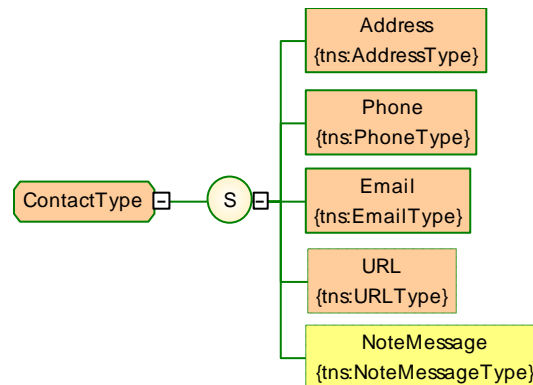 Address
{tns:AddressType}
Phone
{tns:PhoneType}
ContactType
S
Email
{tns:EmailType}
URL
{tns:URLType}
NoteMessage
{tns:NoteMessageType}